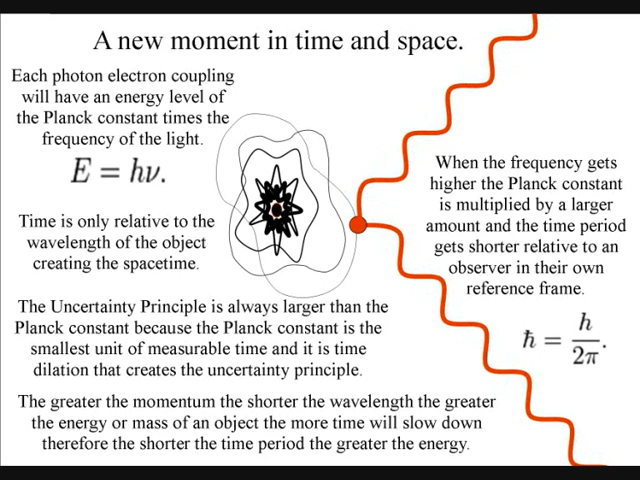 A new moment in time and space.
Each photon electron coupling
will have an energy level of
the Planck constant times the
frequency of the light.
E = hν.
Time is only relative to the
wavelength of the object
creating the spacetime.
When the frequency gets
higher the Planck constant
is multiplied by a larger
amount and the time period
gets shorter relative to an
observer in their own
reference frame.
ħ = h/2π.
The Uncertainty Principle is always larger than the
Planck constant because the Planck constant is the
smallest unit of measurable time and it is time
dilation that creates the uncertainty principle.
The greater the momentum the shorter the wavelength the greater
the energy or mass of an object the more time will slow down
therefore the shorter the time period the greater the energy.